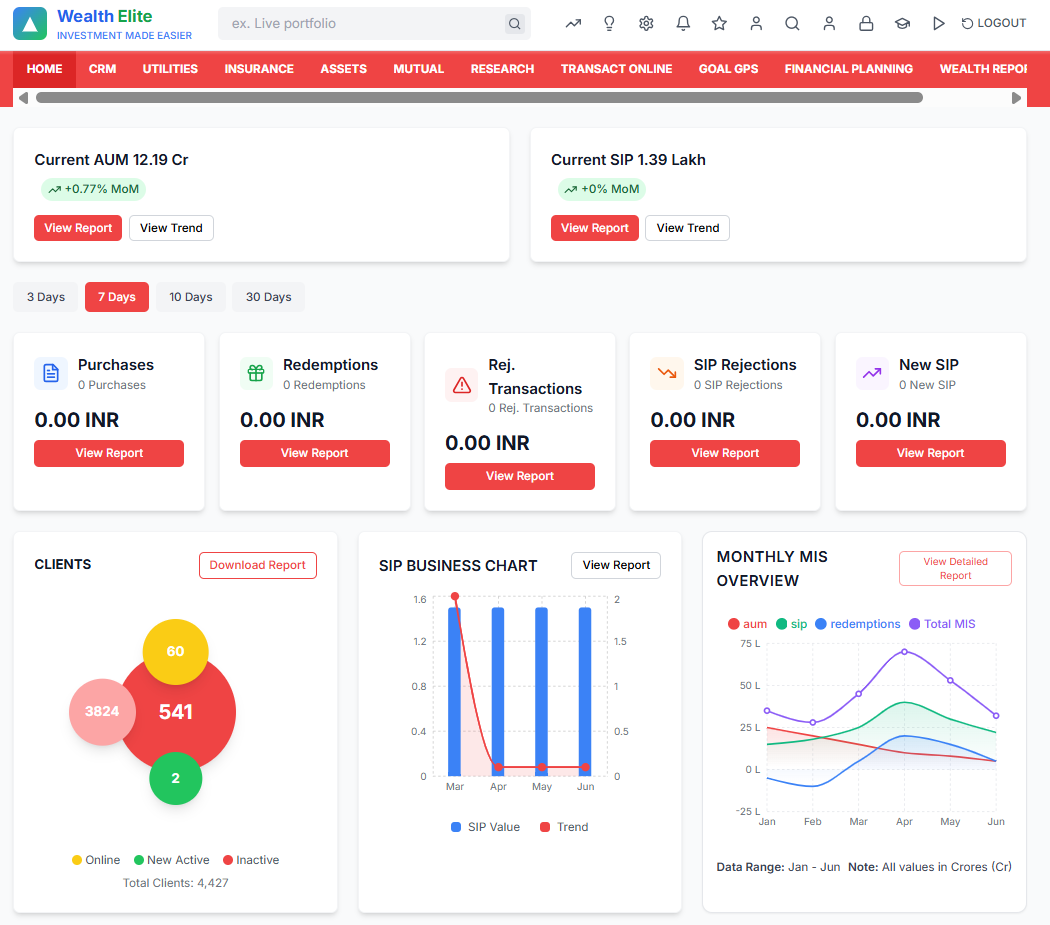 Wealth Elite
INVESTMENT MADE EASIER
ex. Live portfolio
LOGOUT
HOME CRM UTILITIES INSURANCE ASSETS MUTUAL RESEARCH TRANSACT ONLINE GOAL GPS FINANCIAL PLANNING WEALTH REPOR
Current AUM 12.19 Cr
+0.77% MoM
View Report View Trend
Current SIP 1.39 Lakh
+0% MoM
View Report View Trend
3 Days 7 Days 10 Days 30 Days
Purchases
0 Purchases
0.00 INR
View Report
Redemptions
0 Redemptions
0.00 INR
View Report
Rej.
Transactions
0 Rej. Transactions
0.00 INR
View Report
SIP Rejections
0 SIP Rejections
0.00 INR
View Report
New SIP
0 New SIP
0.00 INR
View Report
CLIENTS
Download Report
60
3824
541
2
Online New Active Inactive
Total Clients: 4,427
SIP BUSINESS CHART
View Report
1.6 2
1.2 1.5
0.8 1
0.4 0.5
0 0
Mar Apr May Jun
SIP Value Trend
MONTHLY MIS
OVERVIEW
View Detailed
Report
aum sip redemptions Total MIS
75 L
50 L
25 L
0 L
-25 L
Jan Feb Mar Apr May Jun
Data Range: Jan - Jun Note: All values in Crores (Cr)